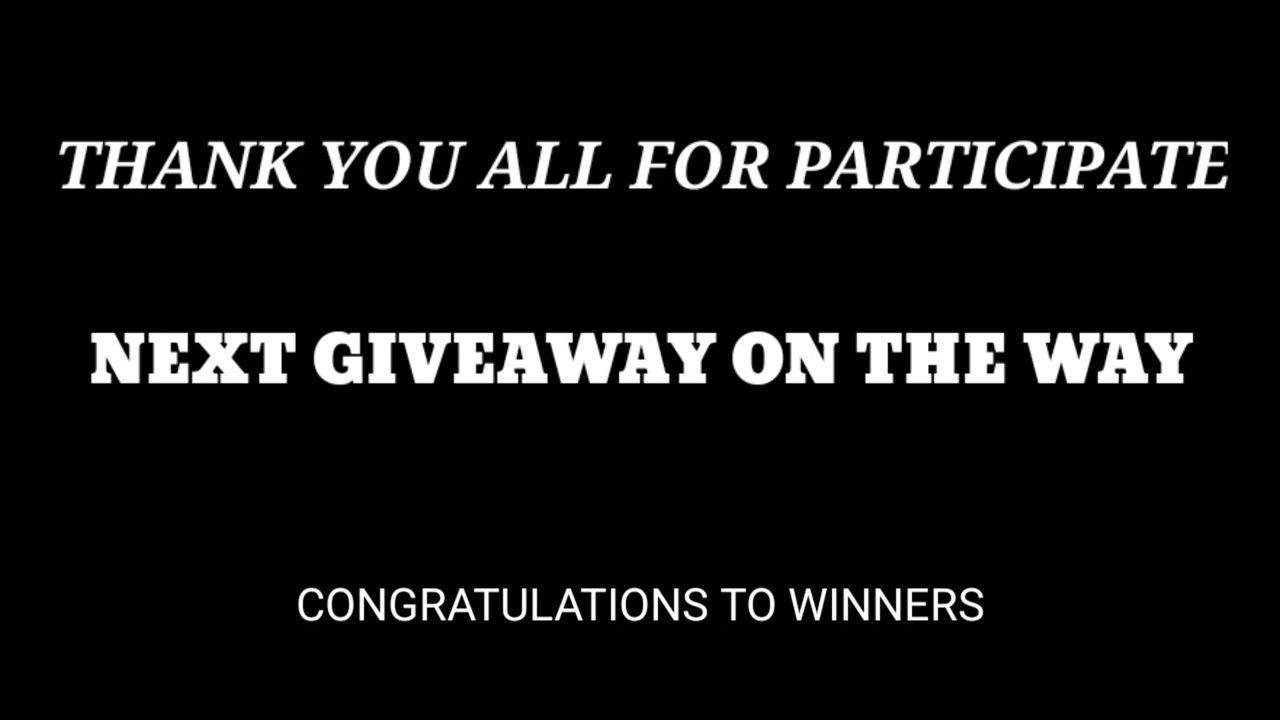 THANK YOU ALL FOR PARTICIPATE
NEXT GIVEAWAY ON THE WAY
CONGRATULATIONS TO WINNERS